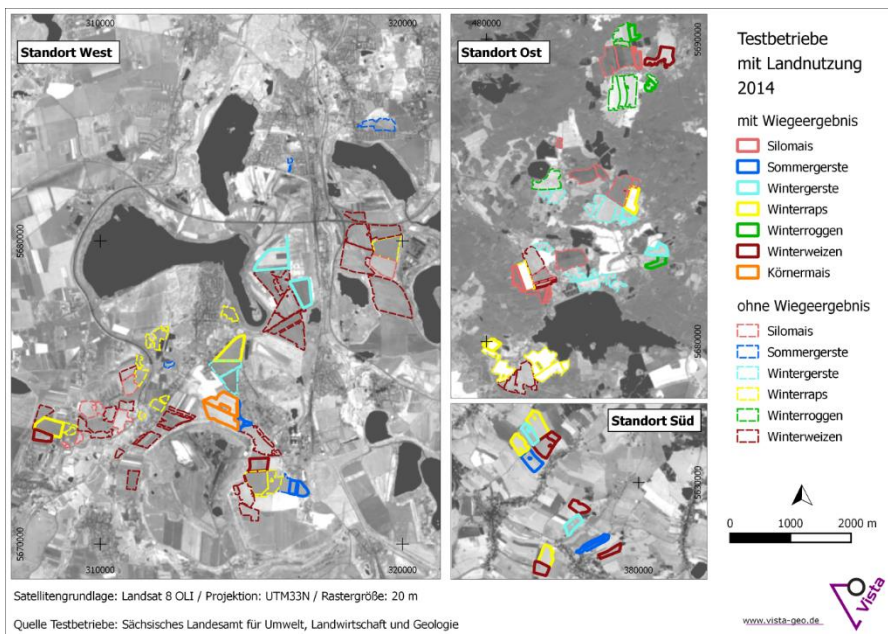 310000
320000
Standort West
5680000
5670000
310000
320000
480000
Standort Ost
5690000
5680000
Standort Süd
5630000
380000
Testbetriebe
mit Landnutzung
2014
mit Wiegeergebnis
Silomais
Sommergerste
Wintergerste
Winterraps
Winterroggen
Winterweizen
Körnermais
ohne Wiegeergebnis
Silomais
Sommergerste
Wintergerste
Winterraps
Winterroggen
Winterweizen
0 1000 2000 m
Satellitengrundlage: Landsat 8 OLI / Projektion: UTM33N / Rastergröße: 20 m
Quelle Testbetriebe: Sächsisches Landesamt für Umwelt, Landwirtschaft und Geologie
www.vista-geo.de
Vista